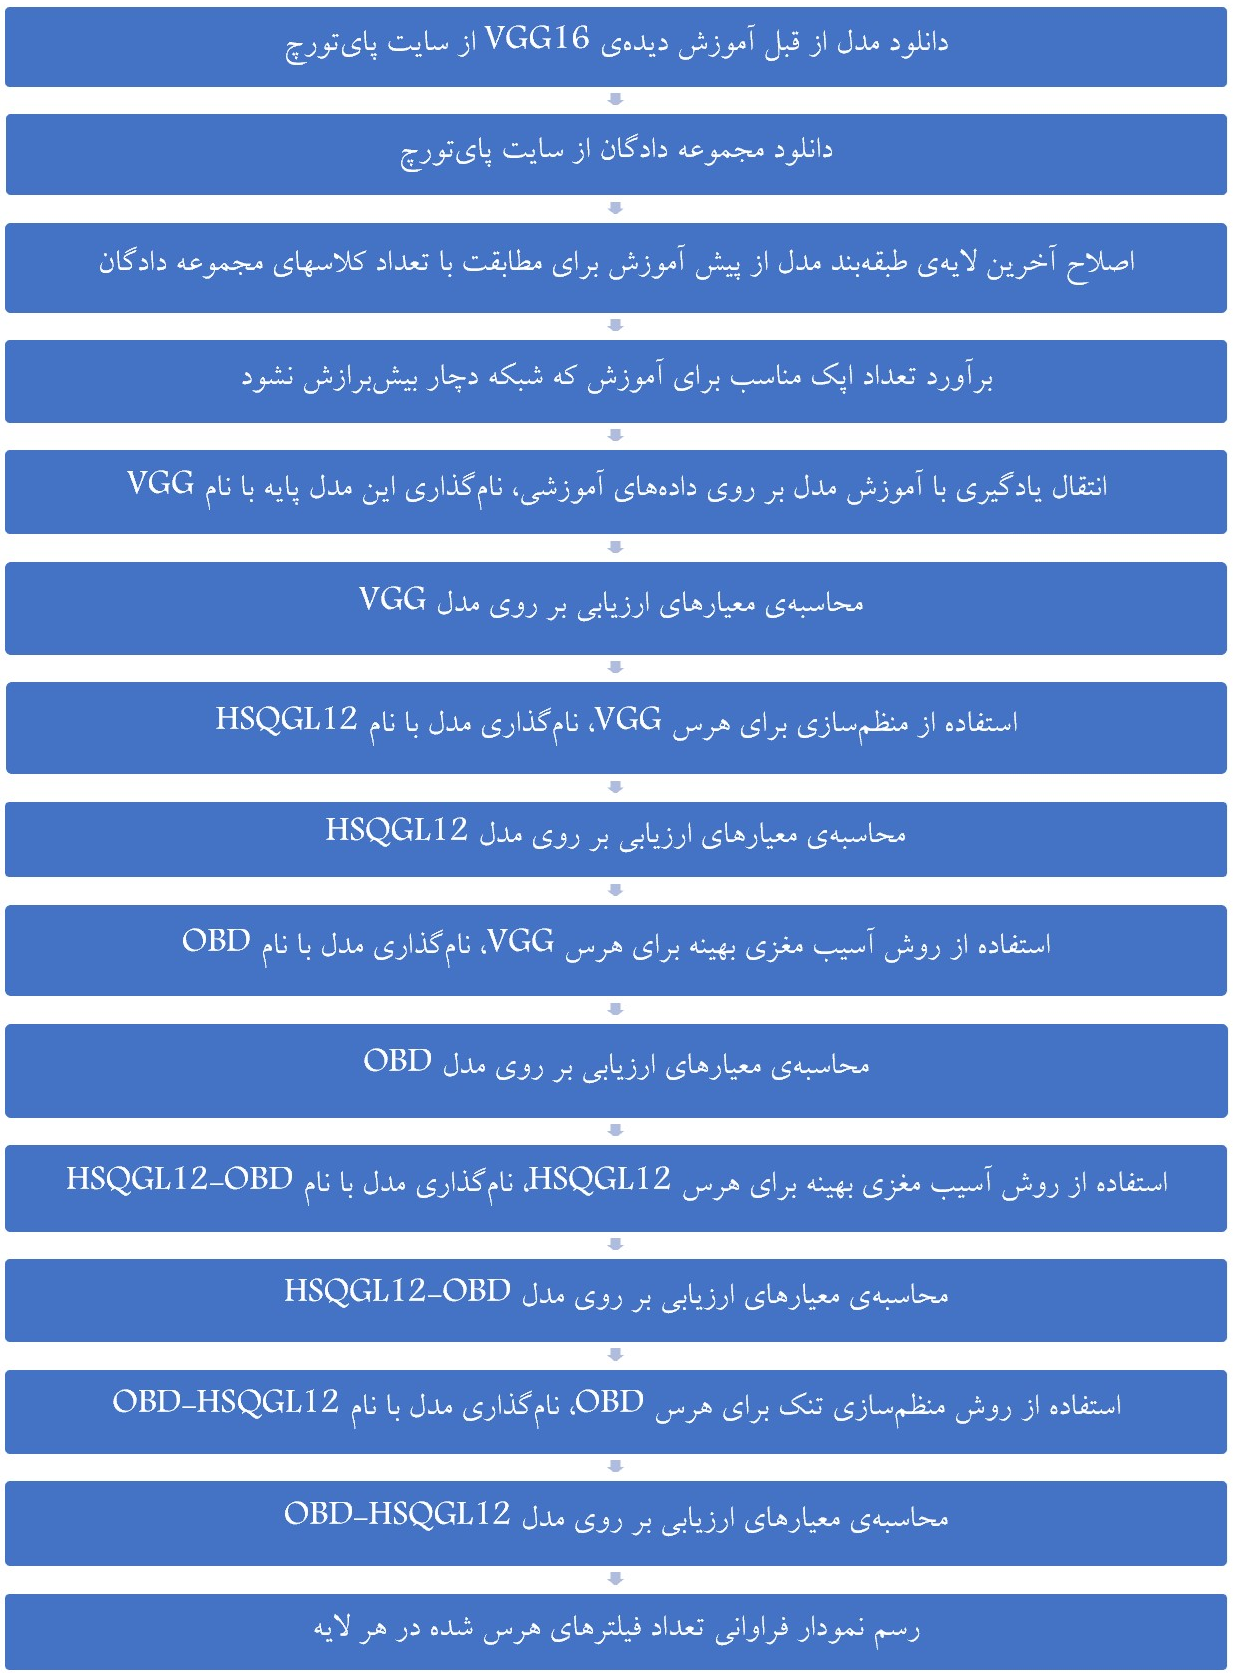 دانلود مدل از قبل آموزش دیده‌ی VGG16 از سایت پای‌تورچ
دانلود مجموعه دادگان از سایت پای‌تورچ
اصلاح آخرین لایه‌ی طبقه‌بند مدل از پیش آموزش برای مطابقت با تعداد کلاسهای مجموعه دادگان
برآورد تعداد اپک مناسب برای آموزش که شبکه دچار بیش‌برازش نشود
انتقال یادگیری با آموزش مدل بر روی داده‌های آموزشی، نام‌گذاری این مدل پایه با نام VGG
محاسبه‌ی معیارهای ارزیابی بر روی مدل VGG
استفاده از منظم‌سازی برای هرس VGG، نام‌گذاری مدل با نام HSQGL12
محاسبه‌ی معیارهای ارزیابی بر روی مدل HSQGL12
استفاده از روش آسیب مغزی بهینه برای هرس VGG، نام‌گذاری مدل با نام OBD
محاسبه‌ی معیارهای ارزیابی بر روی مدل OBD
استفاده از روش آسیب مغزی بهینه برای هرس HSQGL12، نام‌گذاری مدل با نام HSQGL12-OBD
محاسبه‌ی معیارهای ارزیابی بر روی مدل HSQGL12-OBD
استفاده از روش منظم‌سازی تنک برای هرس OBD، نام‌گذاری مدل با نام OBD-HSQGL12
محاسبه‌ی معیارهای ارزیابی بر روی مدل OBD-HSQGL12
رسم نمودار فراوانی تعداد فیلترهای هرس شده در هر لایه